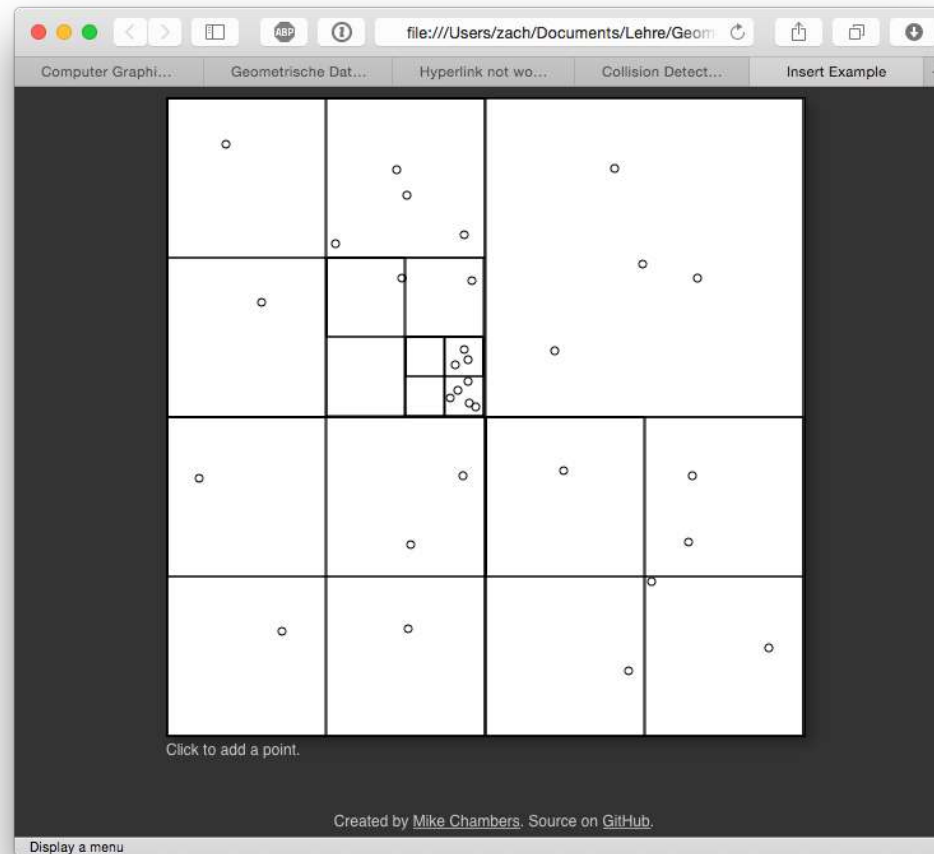 ABP
file:///Users/zach/Documents/Lehre/Geom
Computer Graphi... Geometrische Dat... Hyperlink not wo... Collision Detect... Insert Example
Click to add a point.
Created by Mike Chambers. Source on GitHub.
Display a menu